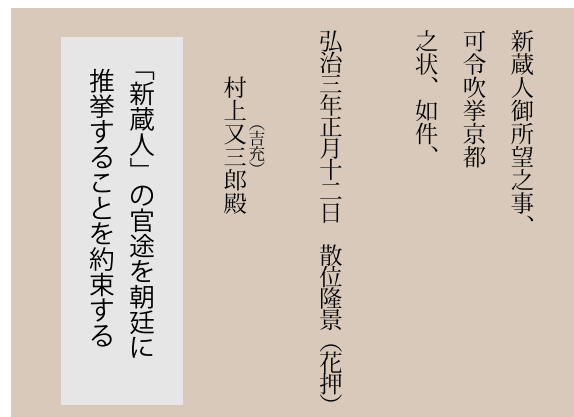 新蔵人御所望之事、
可令吹挙京都
之状、如件、
弘治三年正月十二日　散位隆景（花押）
（吉充）
村上又三郎殿
「新蔵人」の官途を朝廷に
推挙することを約束する